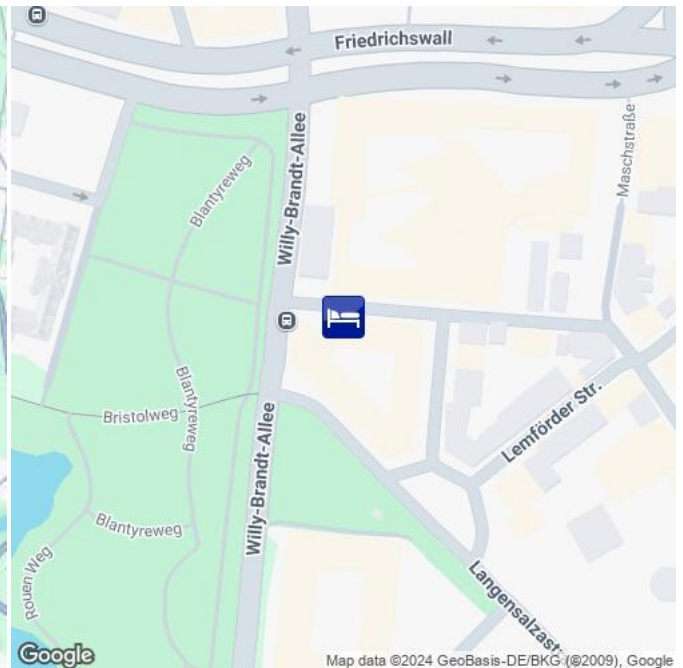 Friedrichswall
Maschstraße
Blantyreweg
Willy-Brandt-Allee
Blantyreweg
Bristolweg
Lemförder Str.
Willy-Brandt-Allee
Blantyreweg
Rouen Weg
Langensalzastr
Google
Map data ©2024 GeoBasis-DE/BKG (©2009), Google